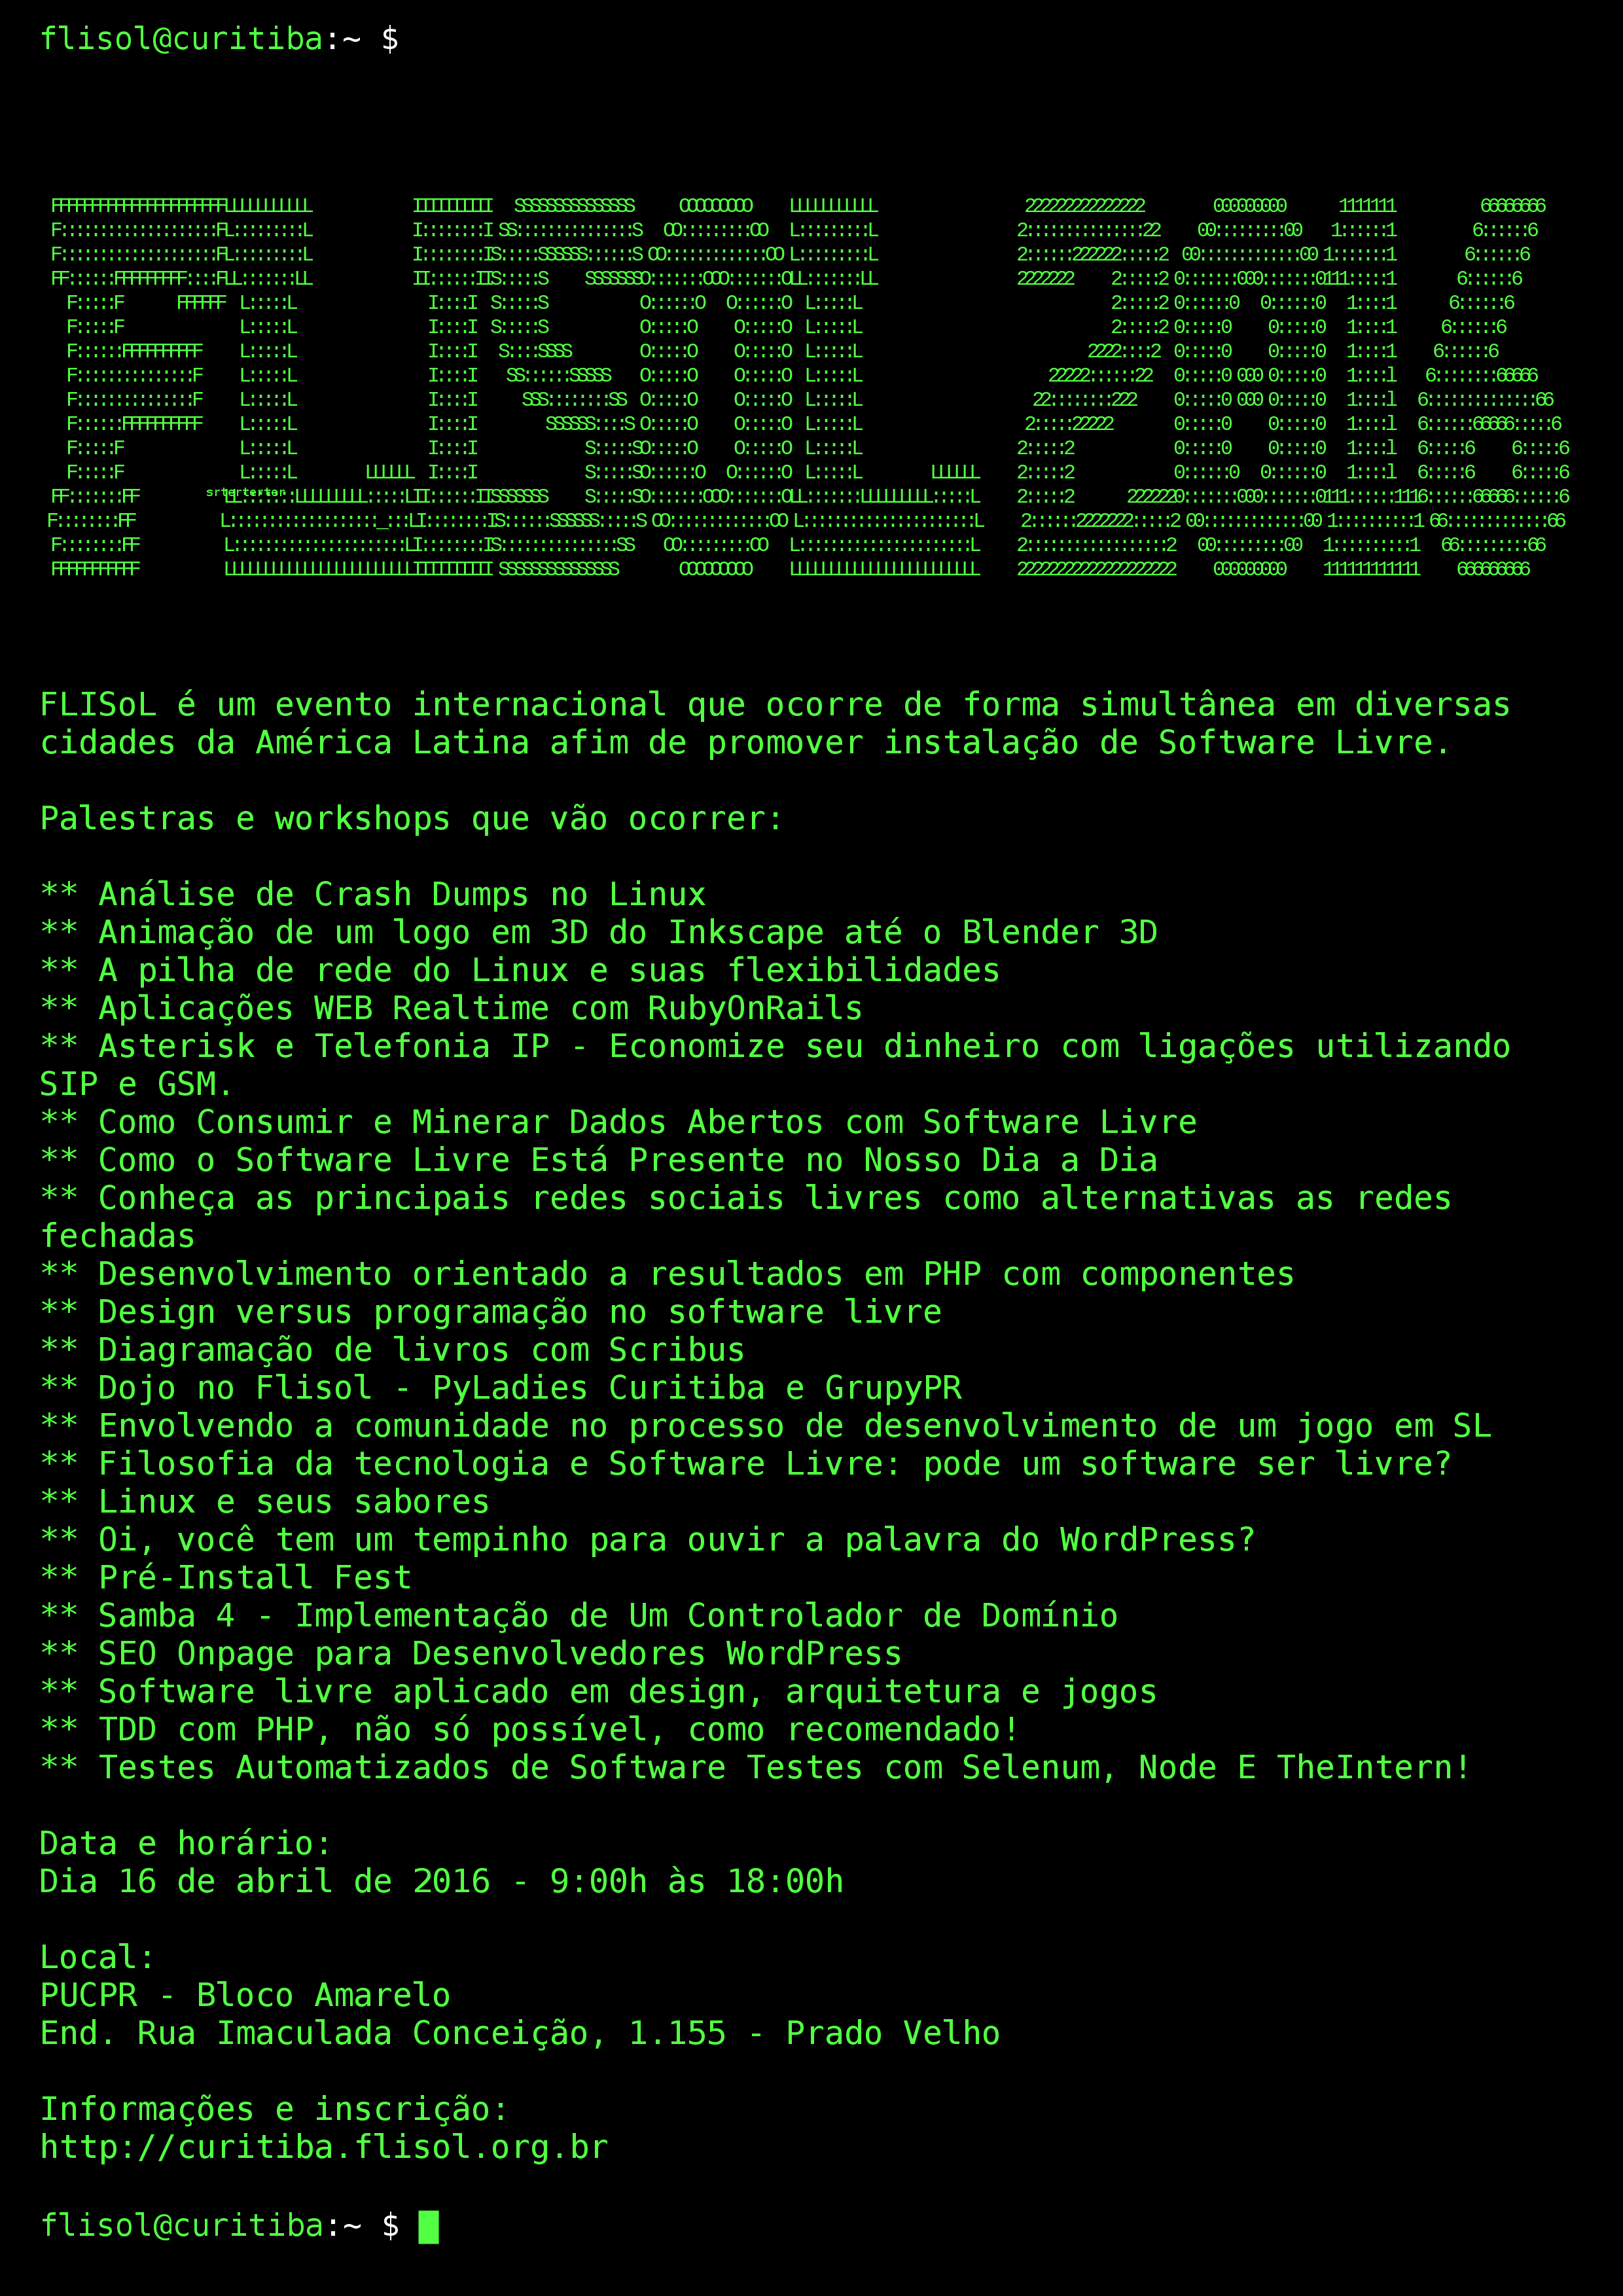 flisol@curitiba:~ $
FLISOL 2016
srterterter
FLISoL é um evento internacional que ocorre de forma simultânea em diversas
cidades da América Latina afim de promover instalação de Software Livre.
Palestras e workshops que vão ocorrer:
** Análise de Crash Dumps no Linux
** Animação de um logo em 3D do Inkscape até o Blender 3D
** A pilha de rede do Linux e suas flexibilidades
** Aplicações WEB Realtime com RubyOnRails
** Asterisk e Telefonia IP - Economize seu dinheiro com ligações utilizando
SIP e GSM.
** Como Consumir e Minerar Dados Abertos com Software Livre
** Como o Software Livre Está Presente no Nosso Dia a Dia
** Conheça as principais redes sociais livres como alternativas as redes
fechadas
** Desenvolvimento orientado a resultados em PHP com componentes
** Design versus programação no software livre
** Diagramação de livros com Scribus
** Dojo no Flisol - PyLadies Curitiba e GrupyPR
** Envolvendo a comunidade no processo de desenvolvimento de um jogo em SL
** Filosofia da tecnologia e Software Livre: pode um software ser livre?
** Linux e seus sabores
** Oi, você tem um tempinho para ouvir a palavra do WordPress?
** Pré-Install Fest
** Samba 4 - Implementação de Um Controlador de Domínio
** SEO Onpage para Desenvolvedores WordPress
** Software livre aplicado em design, arquitetura e jogos
** TDD com PHP, não só possível, como recomendado!
** Testes Automatizados de Software Testes com Selenum, Node E TheIntern!
Data e horário:
Dia 16 de abril de 2016 - 9:00h às 18:00h
Local:
PUCPR - Bloco Amarelo
End. Rua Imaculada Conceição, 1.155 - Prado Velho
Informações e inscrição:
http://curitiba.flisol.org.br
flisol@curitiba:~ $